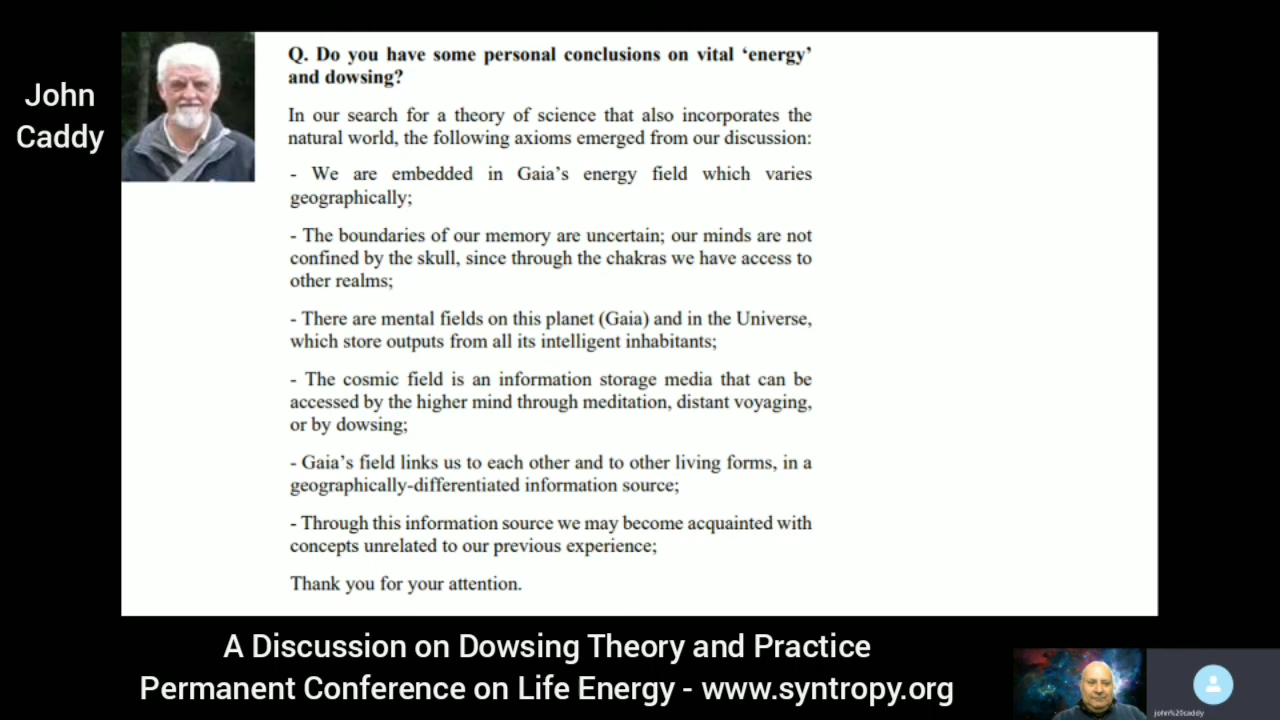 John
Caddy
Q. Do you have some personal conclusions on vital ‘energy’
and dowsing?
In our search for a theory of science that also incorporates the
natural world, the following axioms emerged from our discussion:
- We are embedded in Gaia’s energy field which varies
geographically;
- The boundaries of our memory are uncertain; our minds are not
confined by the skull, since through the chakras we have access to
other realms;
- There are mental fields on this planet (Gaia) and in the Universe,
which store outputs from all its intelligent inhabitants;
- The cosmic field is an information storage media that can be
accessed by the higher mind through meditation, distant voyaging,
or by dowsing;
- Gaia’s field links us to each other and to other living forms, in a
geographically-differentiated information source;
- Through this information source we may become acquainted with
concepts unrelated to our previous experience;
Thank you for your attention.
A Discussion on Dowsing Theory and Practice
Permanent Conference on Life Energy - www.syntropy.org
john%20caddy